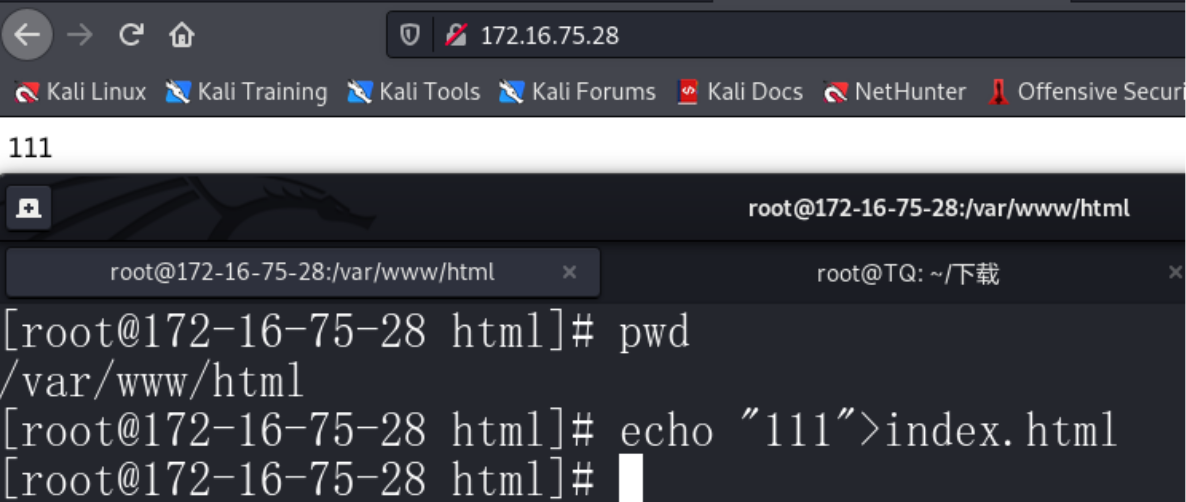 172.16.75.28
Kali Linux Kali Training Kali Tools Kali Forums Kali Docs NetHunter Offensive Securi
111
root@172-16-75-28:/var/www/html
root@172-16-75-28:/var/www/html × root@TQ: ~/下载 ×
[root@172-16-75-28 html]# pwd
/var/www/html
[root@172-16-75-28 html]# echo "111">index.html
[root@172-16-75-28 html]#